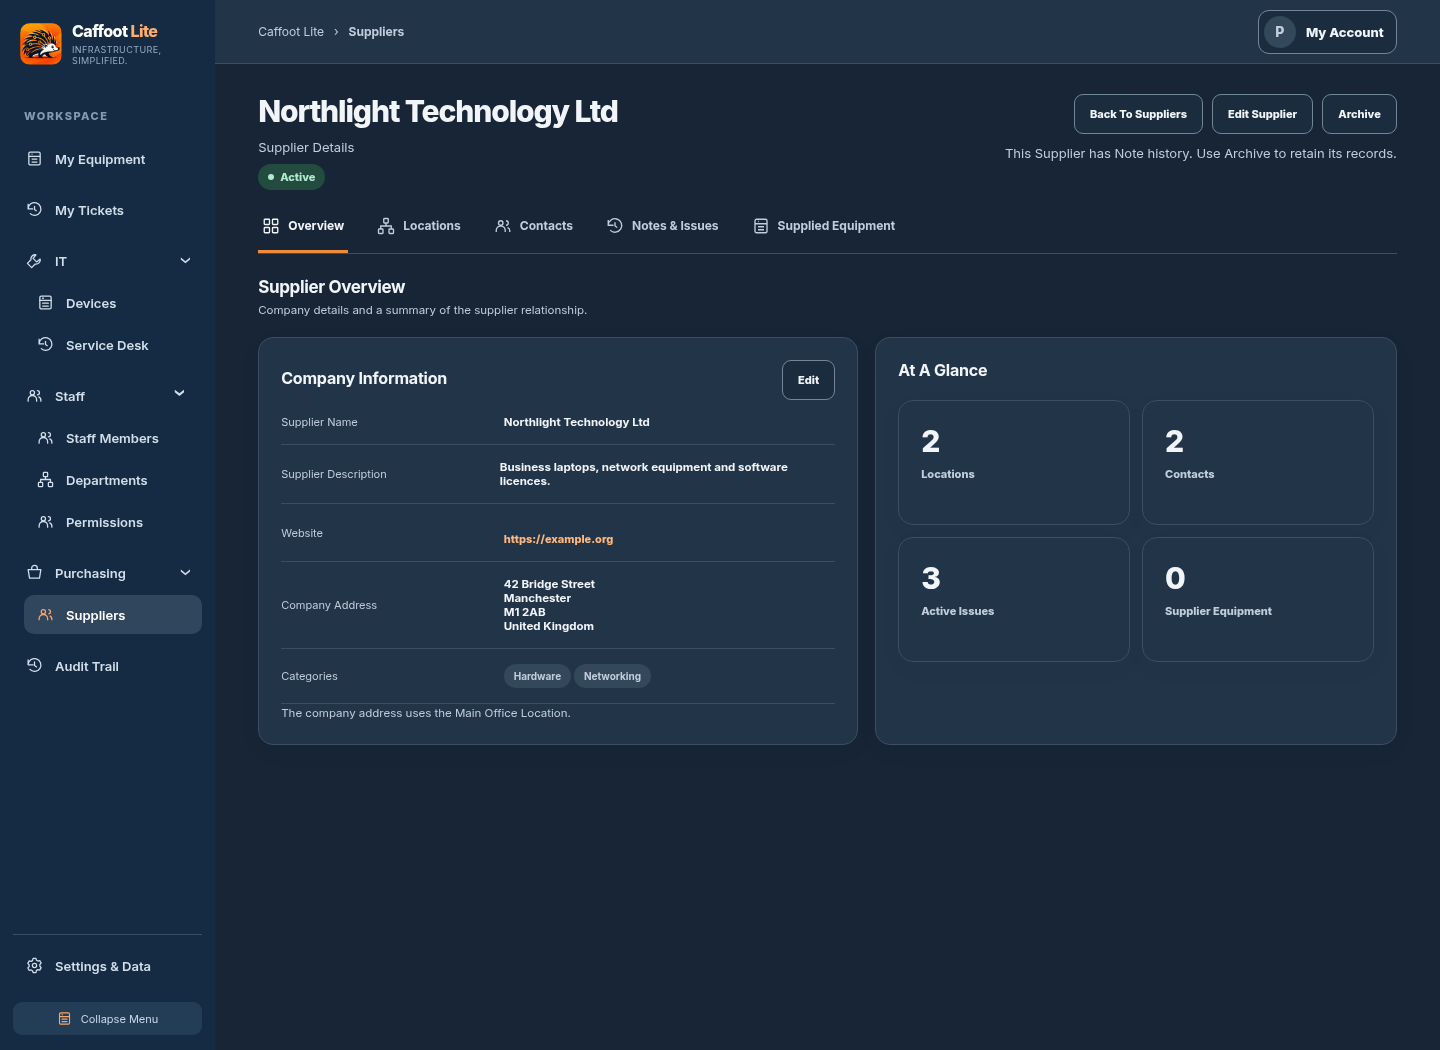 Caffoot Lite
INFRASTRUCTURE,
SIMPLIFIED.
WORKSPACE
My Equipment
My Tickets
IT
Devices
Service Desk
Staff
Staff Members
Departments
Permissions
Purchasing
Suppliers
Audit Trail
Settings & Data
Collapse Menu
Caffoot Lite › Suppliers
P My Account
Northlight Technology Ltd
Supplier Details
Active
Back To Suppliers Edit Supplier Archive
This Supplier has Note history. Use Archive to retain its records.
Overview Locations Contacts Notes & Issues Supplied Equipment
Supplier Overview
Company details and a summary of the supplier relationship.
Company Information Edit
Supplier Name Northlight Technology Ltd
Supplier Description Business laptops, network equipment and software
licences.
Website https://example.org
Company Address 42 Bridge Street
Manchester
M1 2AB
United Kingdom
Categories Hardware Networking
The company address uses the Main Office Location.
At A Glance
2
Locations
2
Contacts
3
Active Issues
0
Supplier Equipment